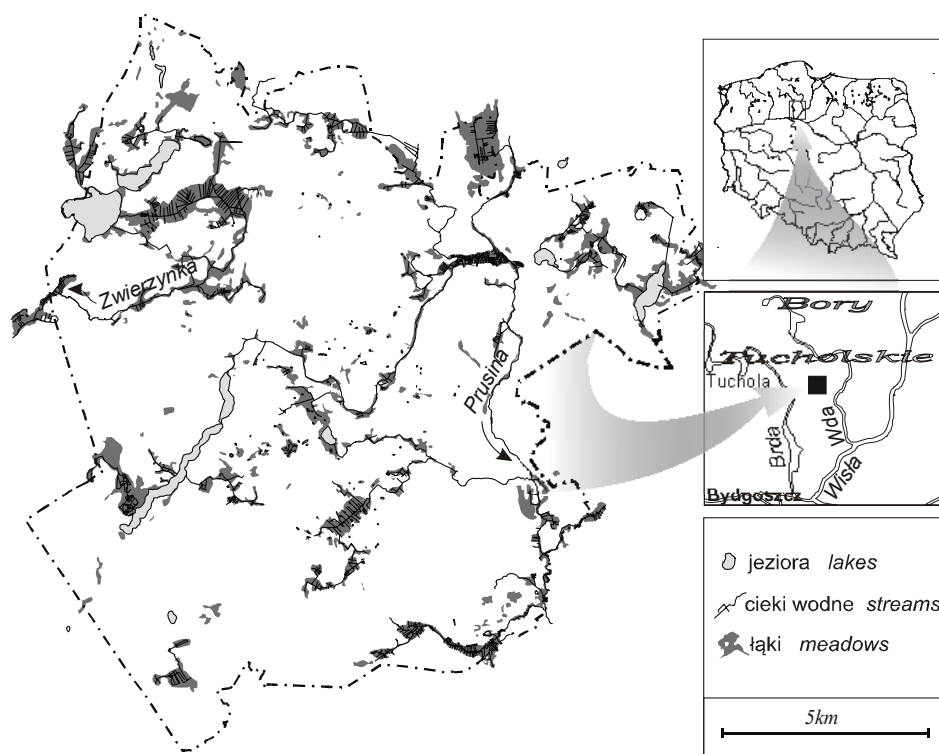 Zwierzynka
Prusina
Bory
Tucholskie
Tuchola
Brda
Wda
Wisła
Bydgoszcz
jeziora lakes
cieki wodne streams
łąki meadows
5km